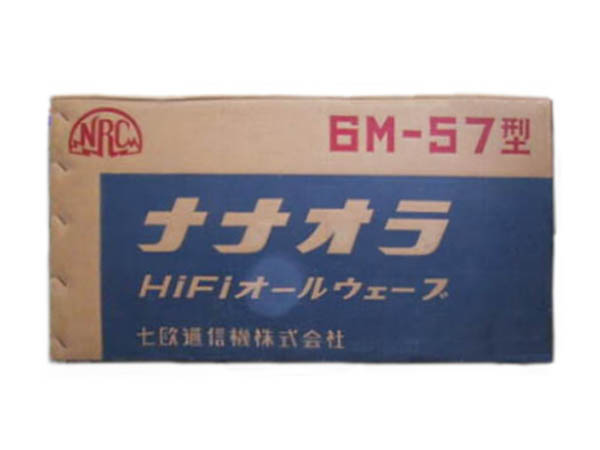 NRC
6M-57型
ナナオラ
HiFiオールウェーブ
七欧通信機株式会社